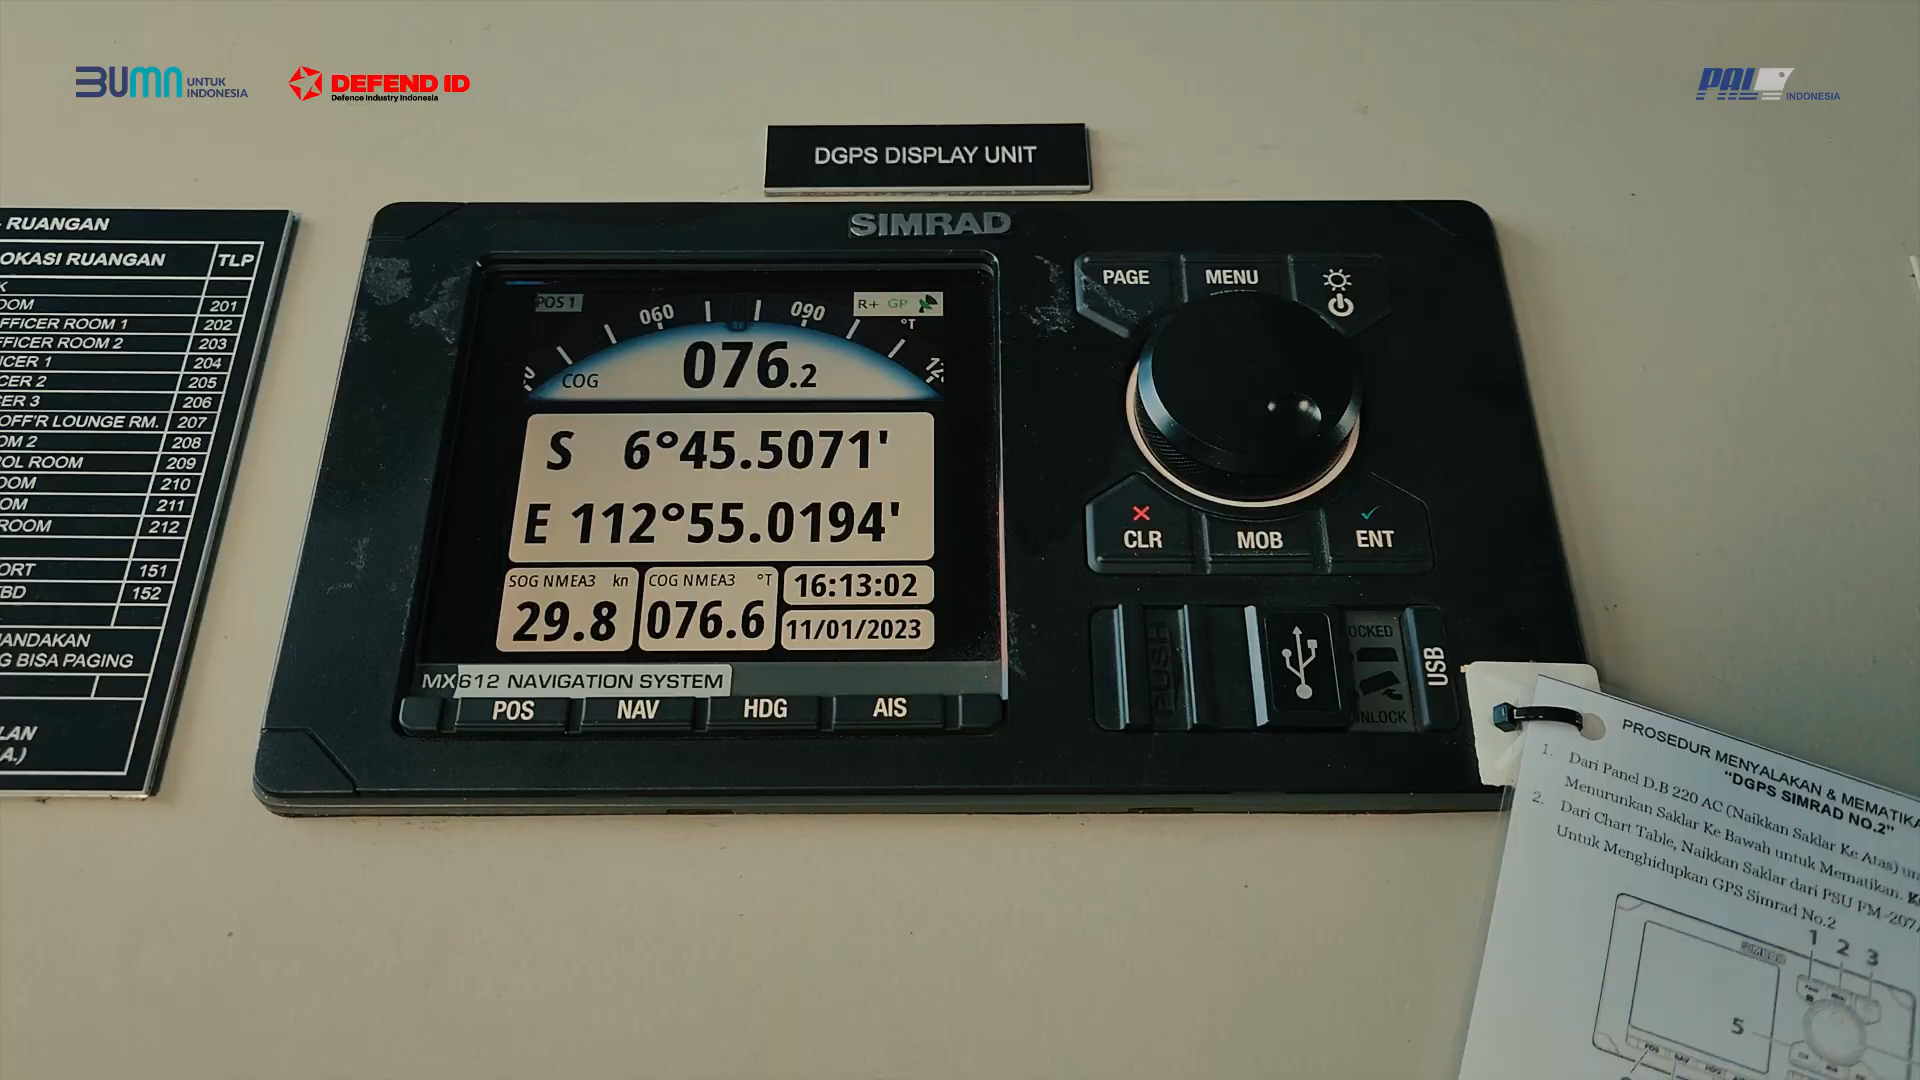 BUMN UNTUK INDONESIA
DEFEND ID
Defence Industry Indonesia
PAL INDONESIA
DGPS DISPLAY UNIT
RUANGAN
OKASI RUANGAN TLP
K
OOM 201
FFICER ROOM 1 202
FFICER ROOM 2 203
ICER 1 204
CER 2 205
ER 3 206
OFF'R LOUNGE RM. 207
OM 2 208
ROL ROOM 209
OOM 210
OM 211
ROOM 212
ORT 151
TBD 152
ANDAKAN
G BISA PAGING
LAN
A.)
SIMRAD
POS 1
R+ GP
060 090
°T
COG 076.2
S 6°45.5071'
E 112°55.0194'
SOG NMEA3 kn
29.8
COG NMEA3 °T
076.6
16:13:02
11/01/2023
MX612 NAVIGATION SYSTEM
POS NAV HDG AIS
PAGE MENU
CLR MOB ENT
PUSH
OCKED
UNLOCK
USB
PROSEDUR MENYALAKAN & MEMATIKA
"DGPS SIMRAD NO.2"
1. Dari Panel D.B 220 AC (Naikkan Saklar Ke Atas) un
Menurunkan Saklar Ke Bawah untuk Mematikan.
2. Dari Chart Table, Naikkan Saklar dari PSU FM-207
Untuk Menghidupkan GPS Simrad No.2
1 2 3
5